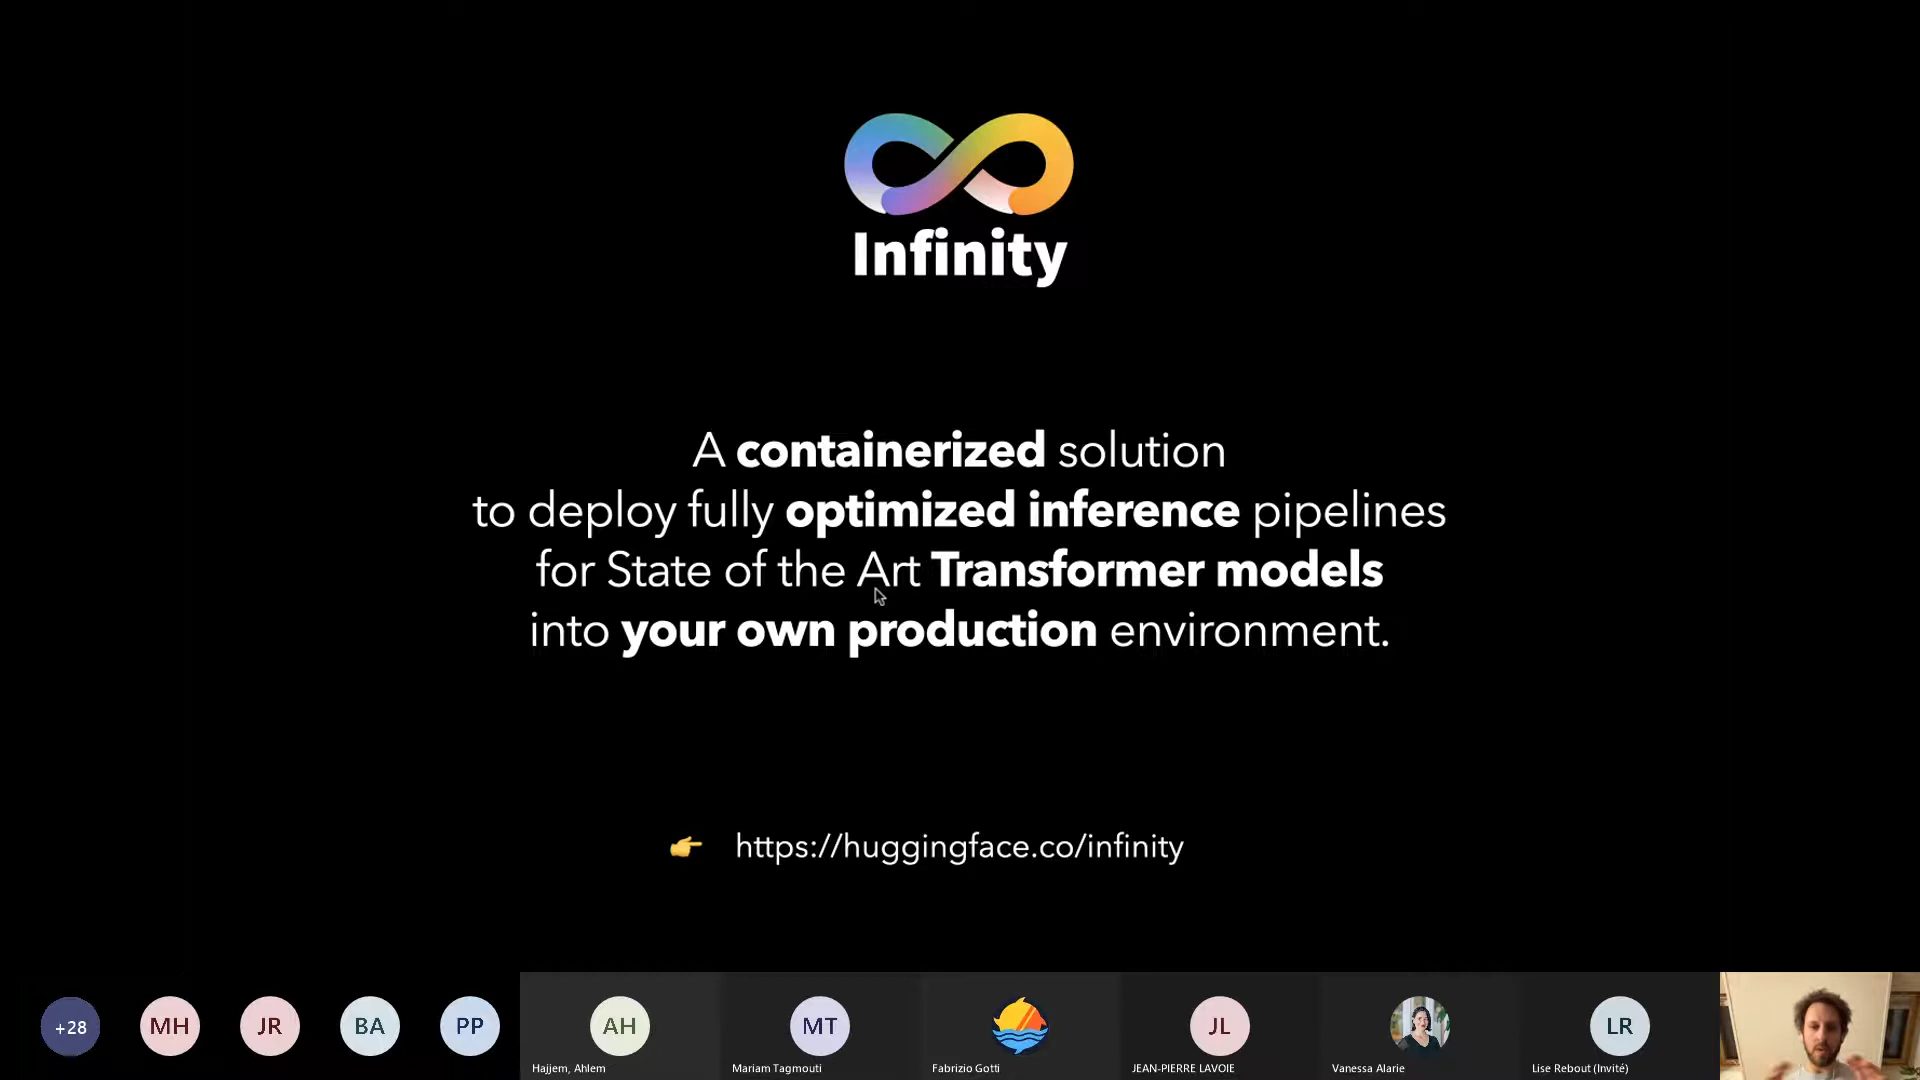 Infinity
A containerized solution
to deploy fully optimized inference pipelines
for State of the Art Transformer models
into your own production environment.
👉 https://huggingface.co/infinity
+28
MH
JR
BA
PP
AH
MT
JL
LR
Hajjem, Ahlem
Mariam Tagmouti
Fabrizio Gotti
JEAN-PIERRE LAVOIE
Vanessa Alarie
Lise Rebout (Invité)